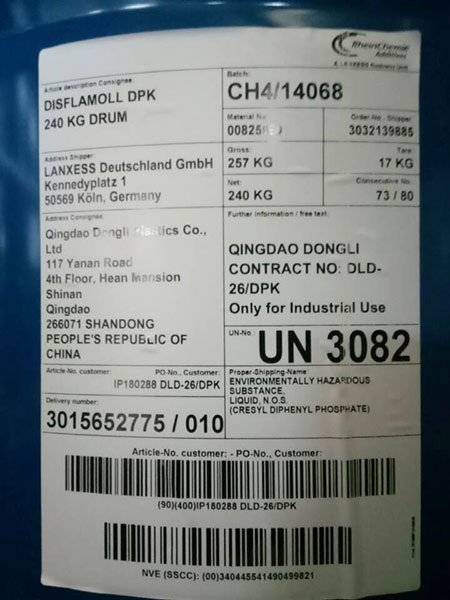 RheinChemie
Additives
Article description Consignee
DISFLAMOLL DPK
240 KG DRUM
Batch:
CH4/14068
Material No
Order-No. Shipper
3032139885
Address Shipper
LANXESS Deutschland GmbH
Kennedyplatz 1
50569 Köln, Germany
Gross:
257 KG
Tare:
17 KG
Net:
240 KG
Consecutive No.
73 / 80
Address Consignee
Qingdao Dongli Co.,
Ltd
117 Yanan Road
4th Floor, Hean Mansion
Shinan
Qingdao
266071 SHANDONG
PEOPLE'S REPUBLIC OF
CHINA
Further information / free text:
QINGDAO DONGLI
CONTRACT NO: DLD-
26/DPK
Only for Industrial Use
UN-No.
UN 3082
Article-No. customer:
PO-No., Customer:
IP180288 DLD-26/DPK
Proper-Shipping-Name
ENVIRONMENTALLY HAZARDOUS
SUBSTANCE,
LIQUID, N.O.S.
(CRESYL DIPHENYL PHOSPHATE)
Delivery number:
3015652775 / 010
Article-No. customer: - PO-No., Customer:
(90)(400)IP180288 DLD-26/DPK
NVE (SSCC): (00)340445541490499821